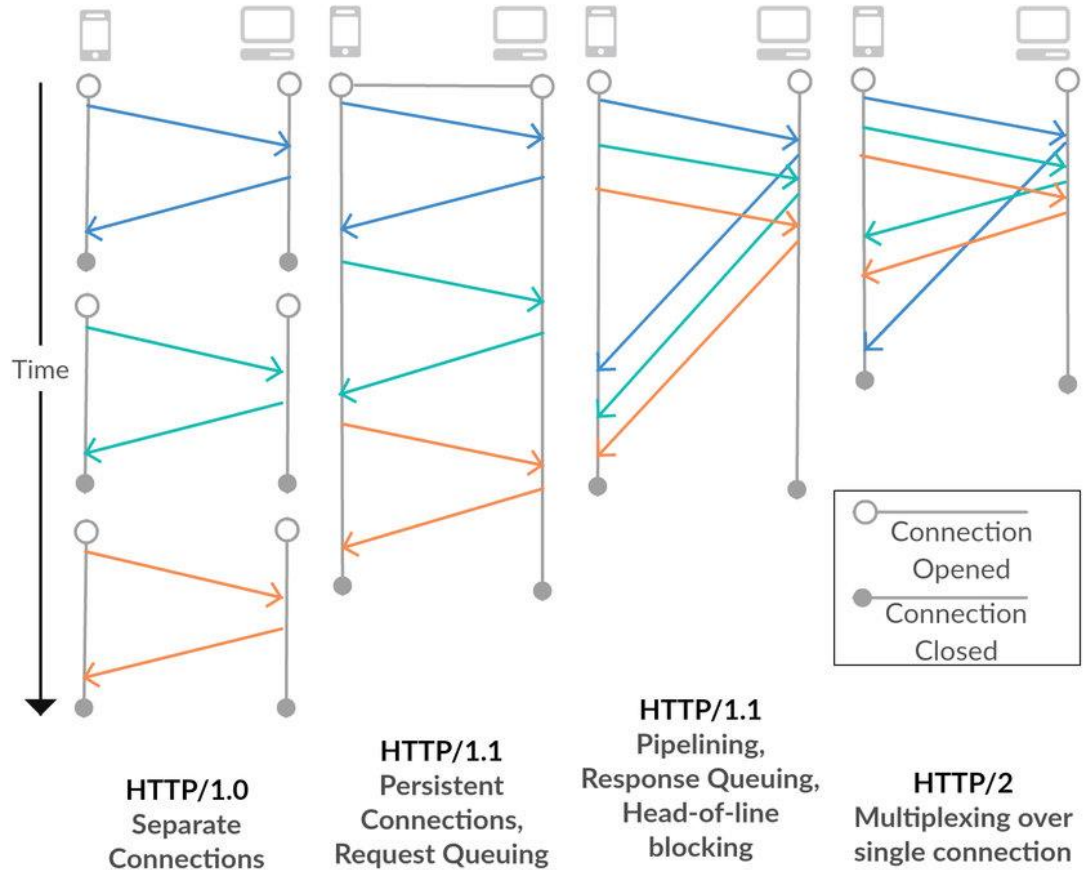 Time
HTTP/1.0
Separate
Connections
HTTP/1.1
Persistent
Connections,
Request Queuing
HTTP/1.1
Pipelining,
Response Queuing,
Head-of-line
blocking
Connection
Opened
Connection
Closed
HTTP/2
Multiplexing over
single connection